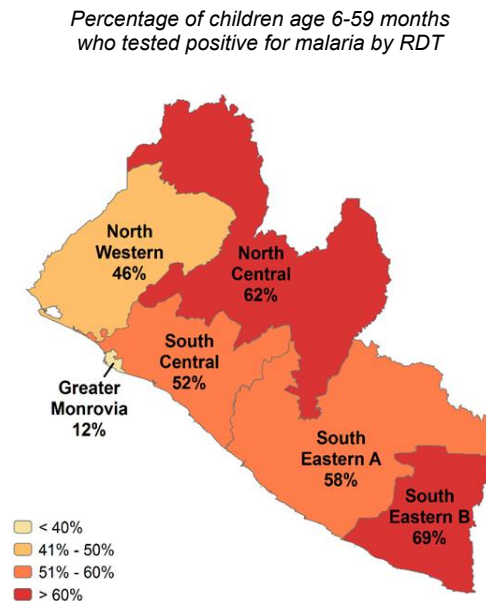 Percentage of children age 6-59 months
who tested positive for malaria by RDT
North
Western
46%
North
Central
62%
South
Central
52%
Greater
Monrovia
12%
South
Eastern A
58%
South
Eastern B
69%
< 40%
41% - 50%
51% - 60%
> 60%